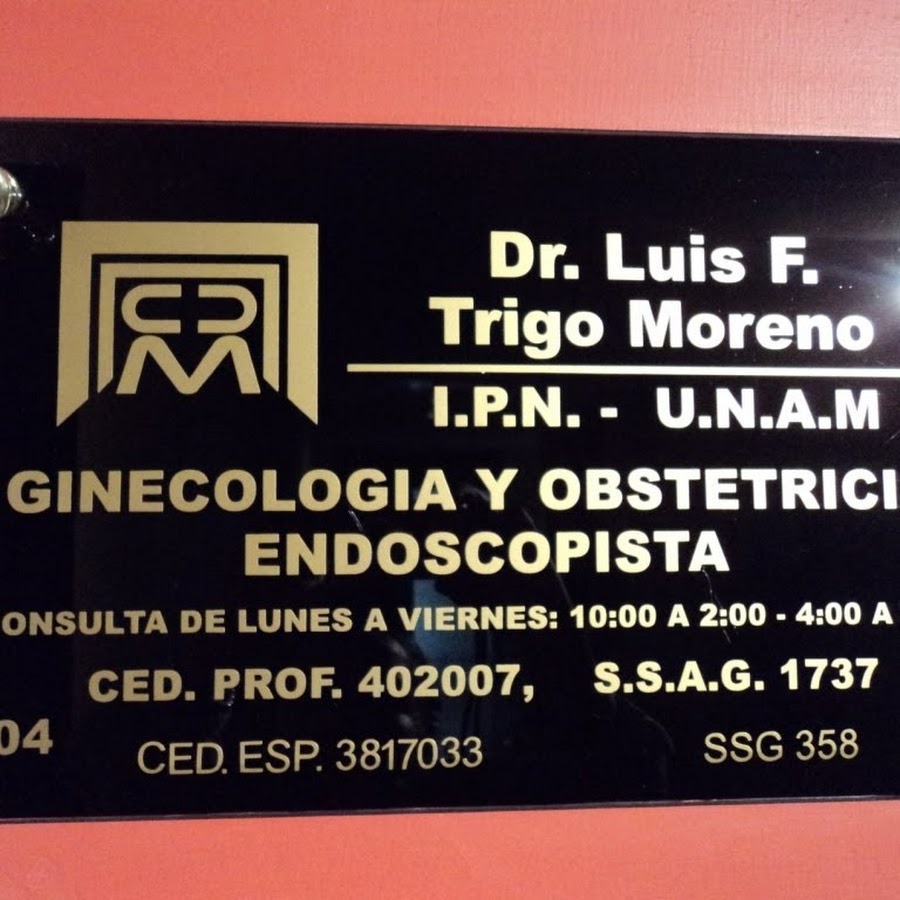 CDM
Dr. Luis F.
Trigo Moreno
I.P.N. - U.N.A.M
GINECOLOGIA Y OBSTETRICI
ENDOSCOPISTA
ONSULTA DE LUNES A VIERNES: 10:00 A 2:00 - 4:00 A
CED. PROF. 402007, S.S.A.G. 1737
04
CED. ESP. 3817033 SSG 358